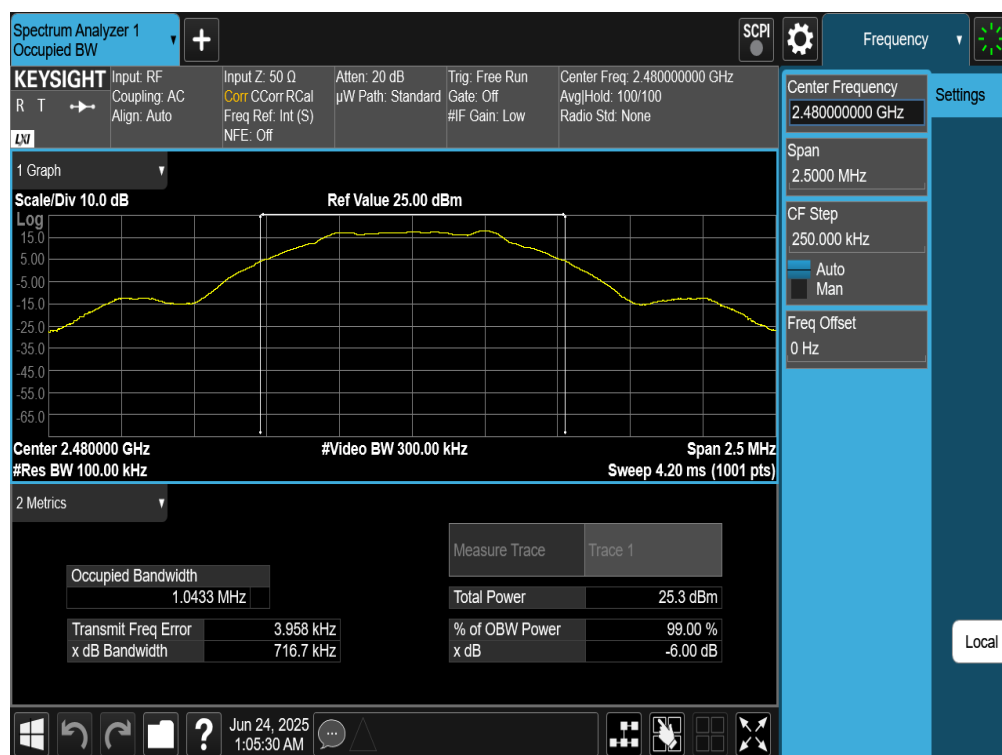 Spectrum Analyzer 1
Occupied BW
+
SCPI
Frequency
KEYSIGHT
R T
LXI
Input: RF
Coupling: AC
Align: Auto
Input Z: 50 Ω
Corr CCorr RCal
Freq Ref: Int (S)
NFE: Off
Atten: 20 dB
µW Path: Standard
Trig: Free Run
Gate: Off
#IF Gain: Low
Center Freq: 2.480000000 GHz
Avg|Hold: 100/100
Radio Std: None
Center Frequency
2.480000000 GHz
Settings
Span
2.5000 MHz
CF Step
250.000 kHz
Auto
Man
Freq Offset
0 Hz
Local
1 Graph
Scale/Div 10.0 dB
Ref Value 25.00 dBm
Log
15.0
5.00
-5.00
-15.0
-25.0
-35.0
-45.0
-55.0
-65.0
Center 2.480000 GHz
#Video BW 300.00 kHz
Span 2.5 MHz
#Res BW 100.00 kHz
Sweep 4.20 ms (1001 pts)
2 Metrics
Measure Trace
Trace 1
Occupied Bandwidth
1.0433 MHz
Total Power
25.3 dBm
Transmit Freq Error
3.958 kHz
% of OBW Power
99.00 %
x dB Bandwidth
716.7 kHz
x dB
-6.00 dB
?
Jun 24, 2025
1:05:30 AM